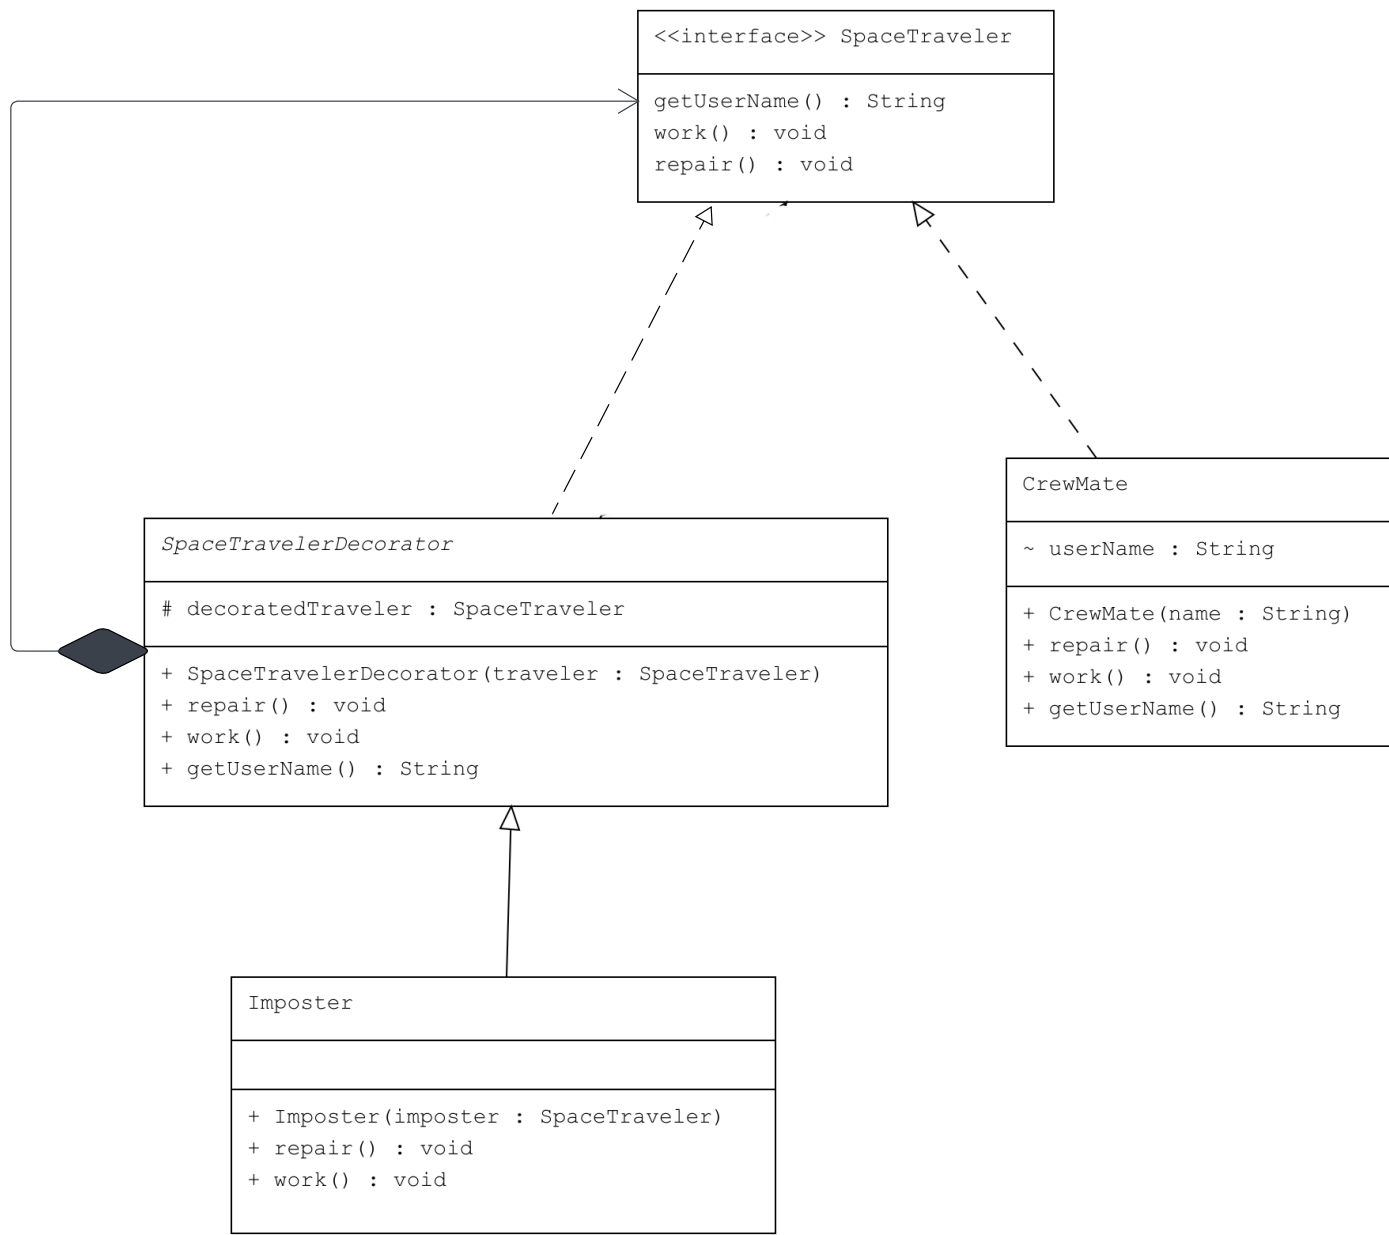 <<interface>> SpaceTraveler
getUserName() : String
work() : void
repair() : void
SpaceTravelerDecorator
# decoratedTraveler : SpaceTraveler
+ SpaceTravelerDecorator(traveler : SpaceTraveler)
+ repair() : void
+ work() : void
+ getUserName() : String
CrewMate
~ userName : String
+ CrewMate(name : String)
+ repair() : void
+ work() : void
+ getUserName() : String
Imposter
+ Imposter(imposter : SpaceTraveler)
+ repair() : void
+ work() : void